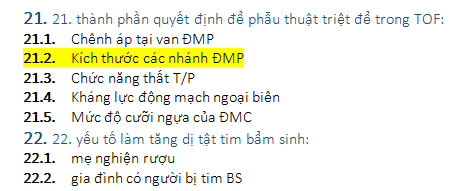 21. 21. thành phần quyết định để phẫu thuật triệt để trong TOF:
21.1. Chênh áp tại van ĐMP
21.2. Kích thước các nhánh ĐMP
21.3. Chức năng thất T/P
21.4. Kháng lực động mạch ngoại biên
21.5. Mức độ cưỡi ngựa của ĐMC
22. 22. yếu tố làm tăng dị tật tim bẩm sinh:
22.1. mẹ nghiện rượu
22.2. gia đình có người bị tim BS